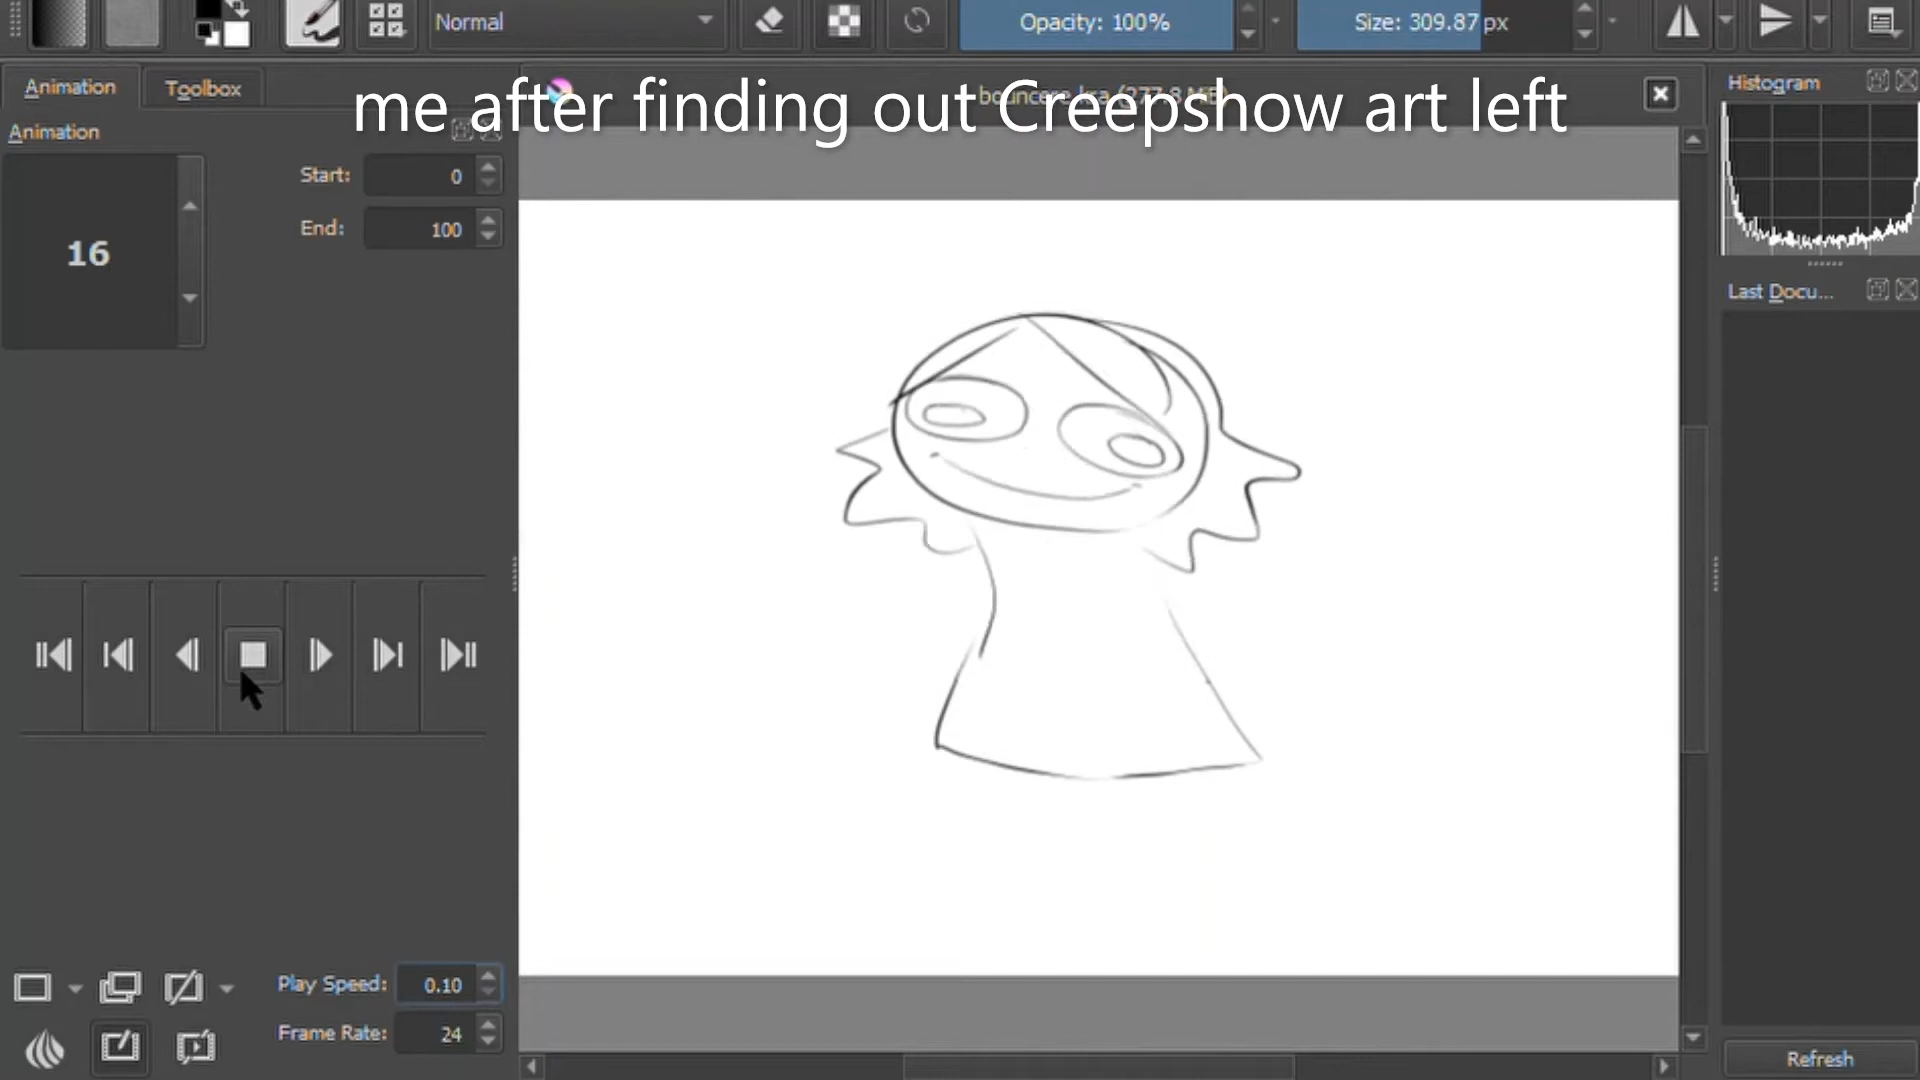 Normal
Opacity: 100%
Size: 309.87 px
Animation
Toolbox
me after finding out Creepshow art left
Histogram
Animation
Start: 0
End: 100
16
Last Docu...
Play Speed: 0.10
Frame Rate: 24
Refresh